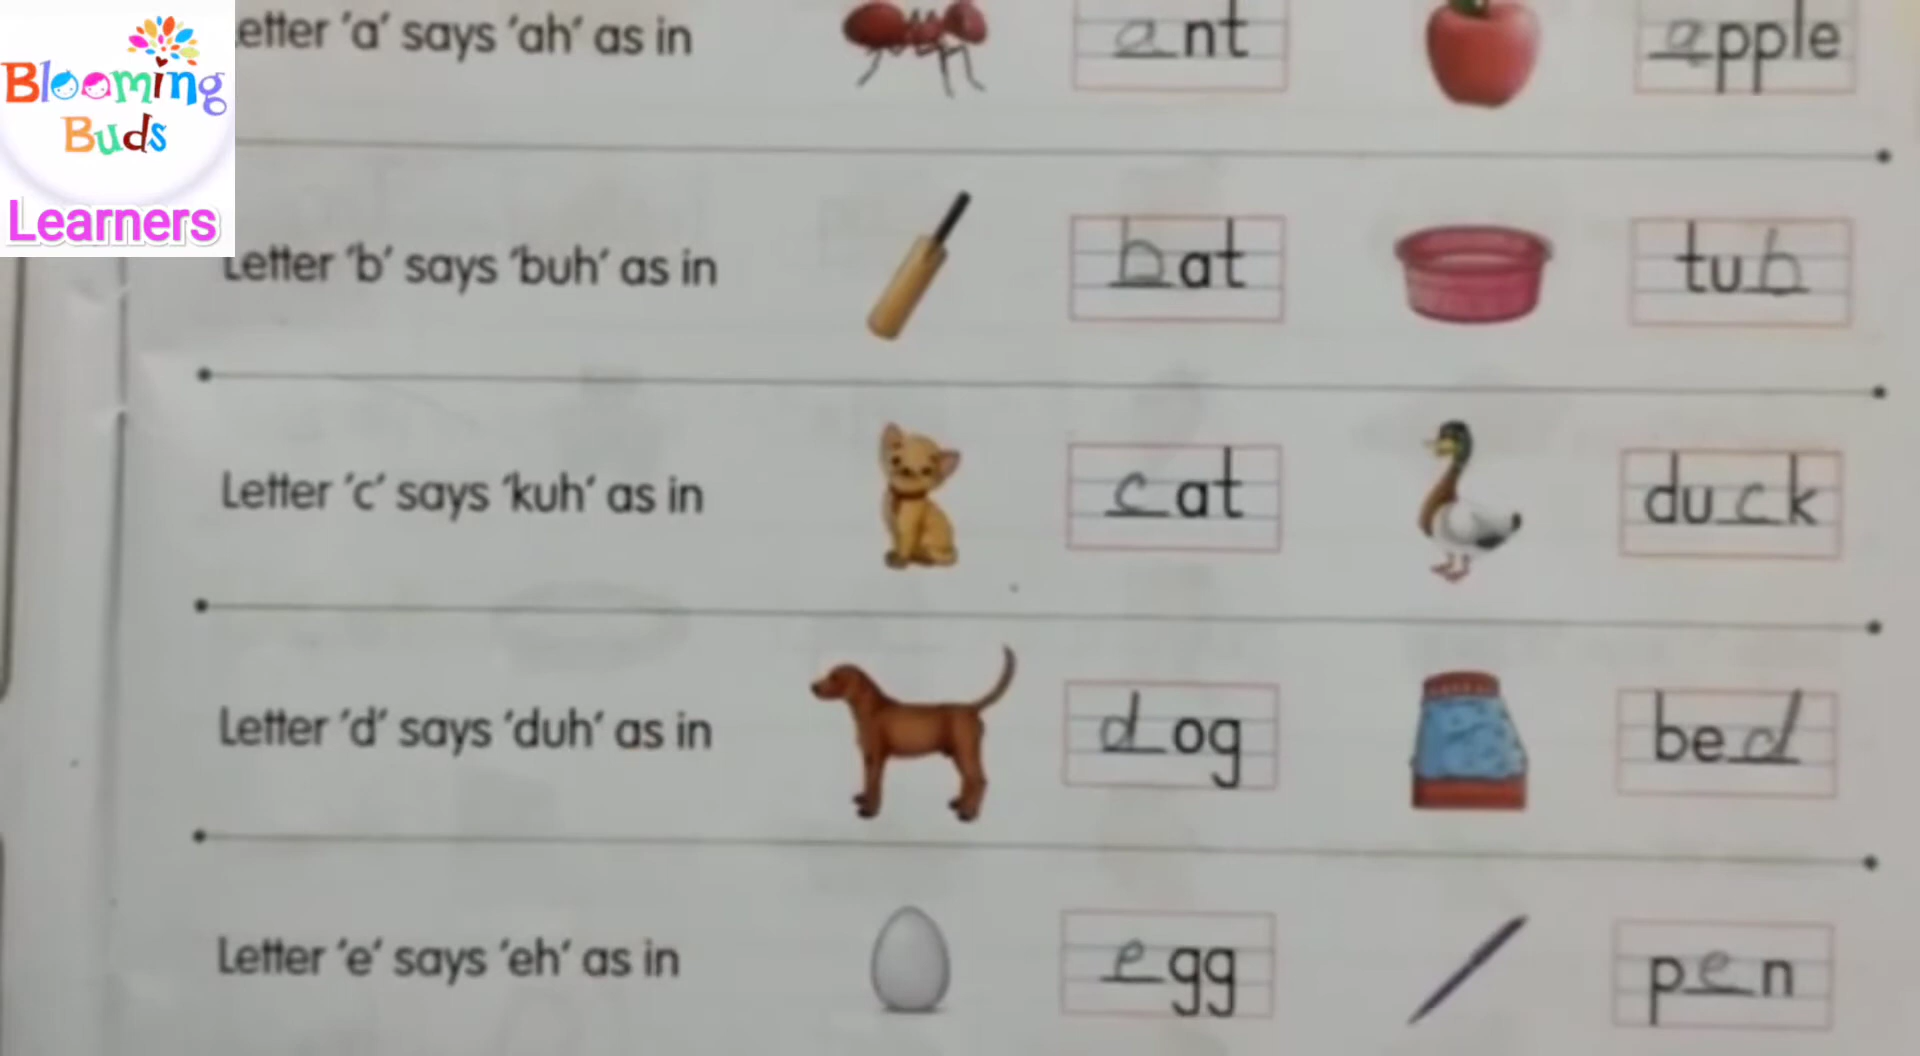 Blooming
Buds
Learners
etter 'a' says 'ah' as in ant apple
Letter 'b' says 'buh' as in bat tub
Letter 'c' says 'kuh' as in cat duck
Letter 'd' says 'duh' as in dog bed
Letter 'e' says 'eh' as in egg pen